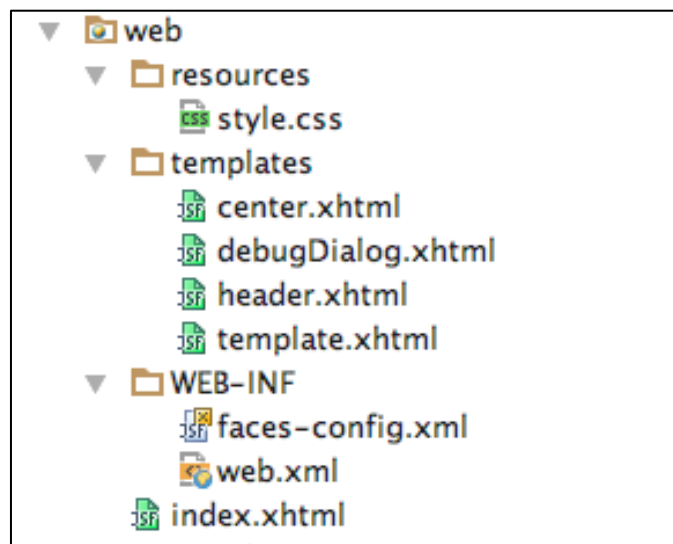 web
resources
style.css
templates
center.xhtml
debugDialog.xhtml
header.xhtml
template.xhtml
WEB-INF
faces-config.xml
web.xml
index.xhtml